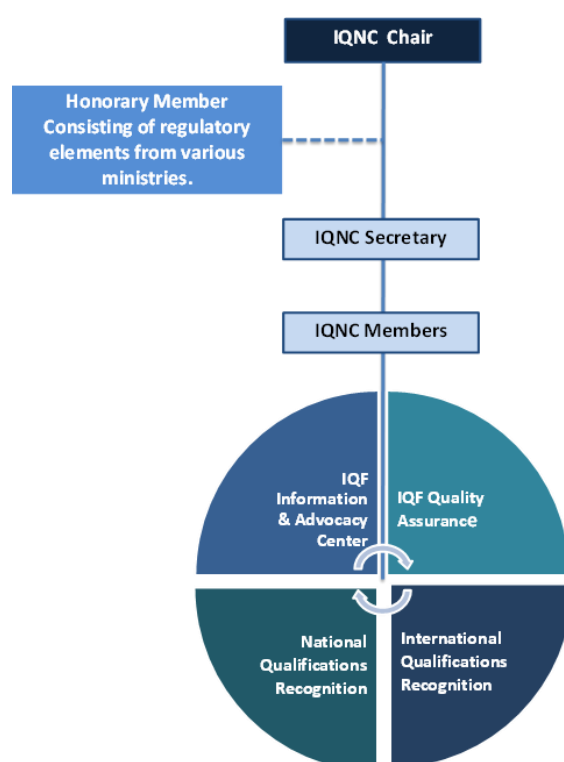 IQNC Chair
Honorary Member
Consisting of regulatory
elements from various
ministries.
IQNC Secretary
IQNC Members
IQF
Information
& Advocacy
Center
IQF Quality
Assurance
National
Qualifications
Recognition
International
Qualifications
Recognition